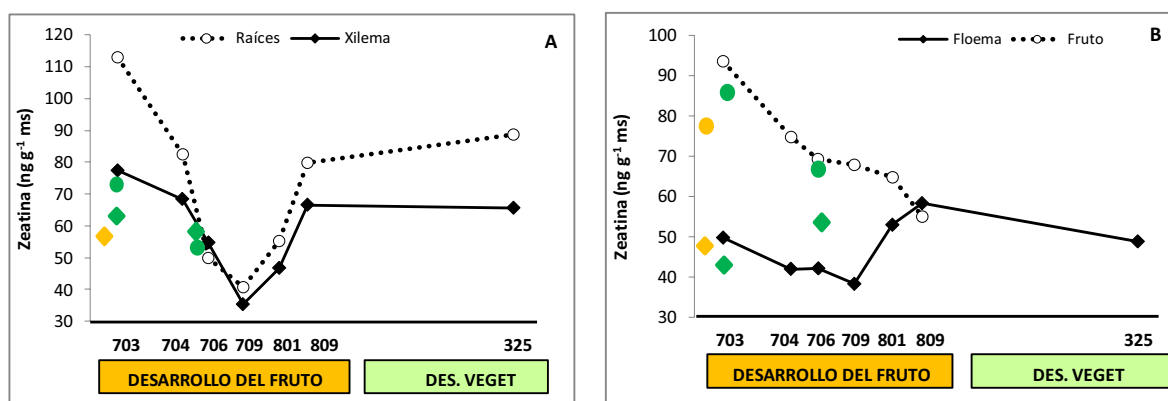 Raíces Xilema A
Zeatina (ng g-1 ms)
120
110
100
90
80
70
60
50
40
30
703 704 706 709 801 809 325
DESARROLLO DEL FRUTO DES. VEGET
Floema Fruto B
Zeatina (ng g-1 ms)
100
90
80
70
60
50
40
30
703 704 706 709 801 809 325
DESARROLLO DEL FRUTO DES. VEGET